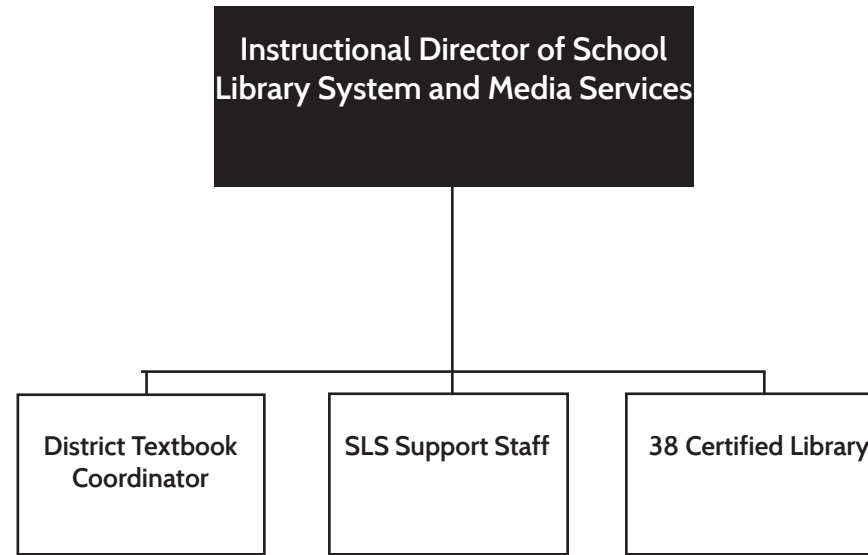 Instructional Director of School
Library System and Media Services
District Textbook
Coordinator
SLS Support Staff
38 Certified Library